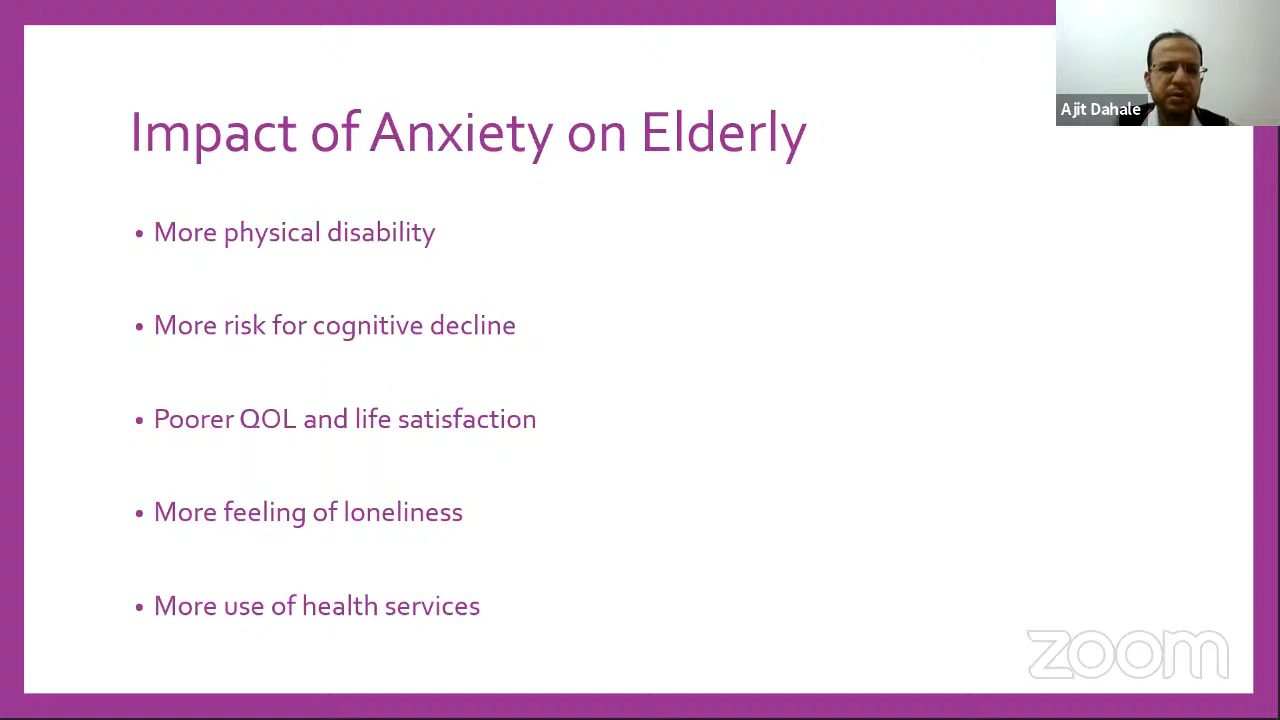 Ajit Dahale
Impact of Anxiety on Elderly
• More physical disability
• More risk for cognitive decline
• Poorer QOL and life satisfaction
• More feeling of loneliness
• More use of health services
zoom